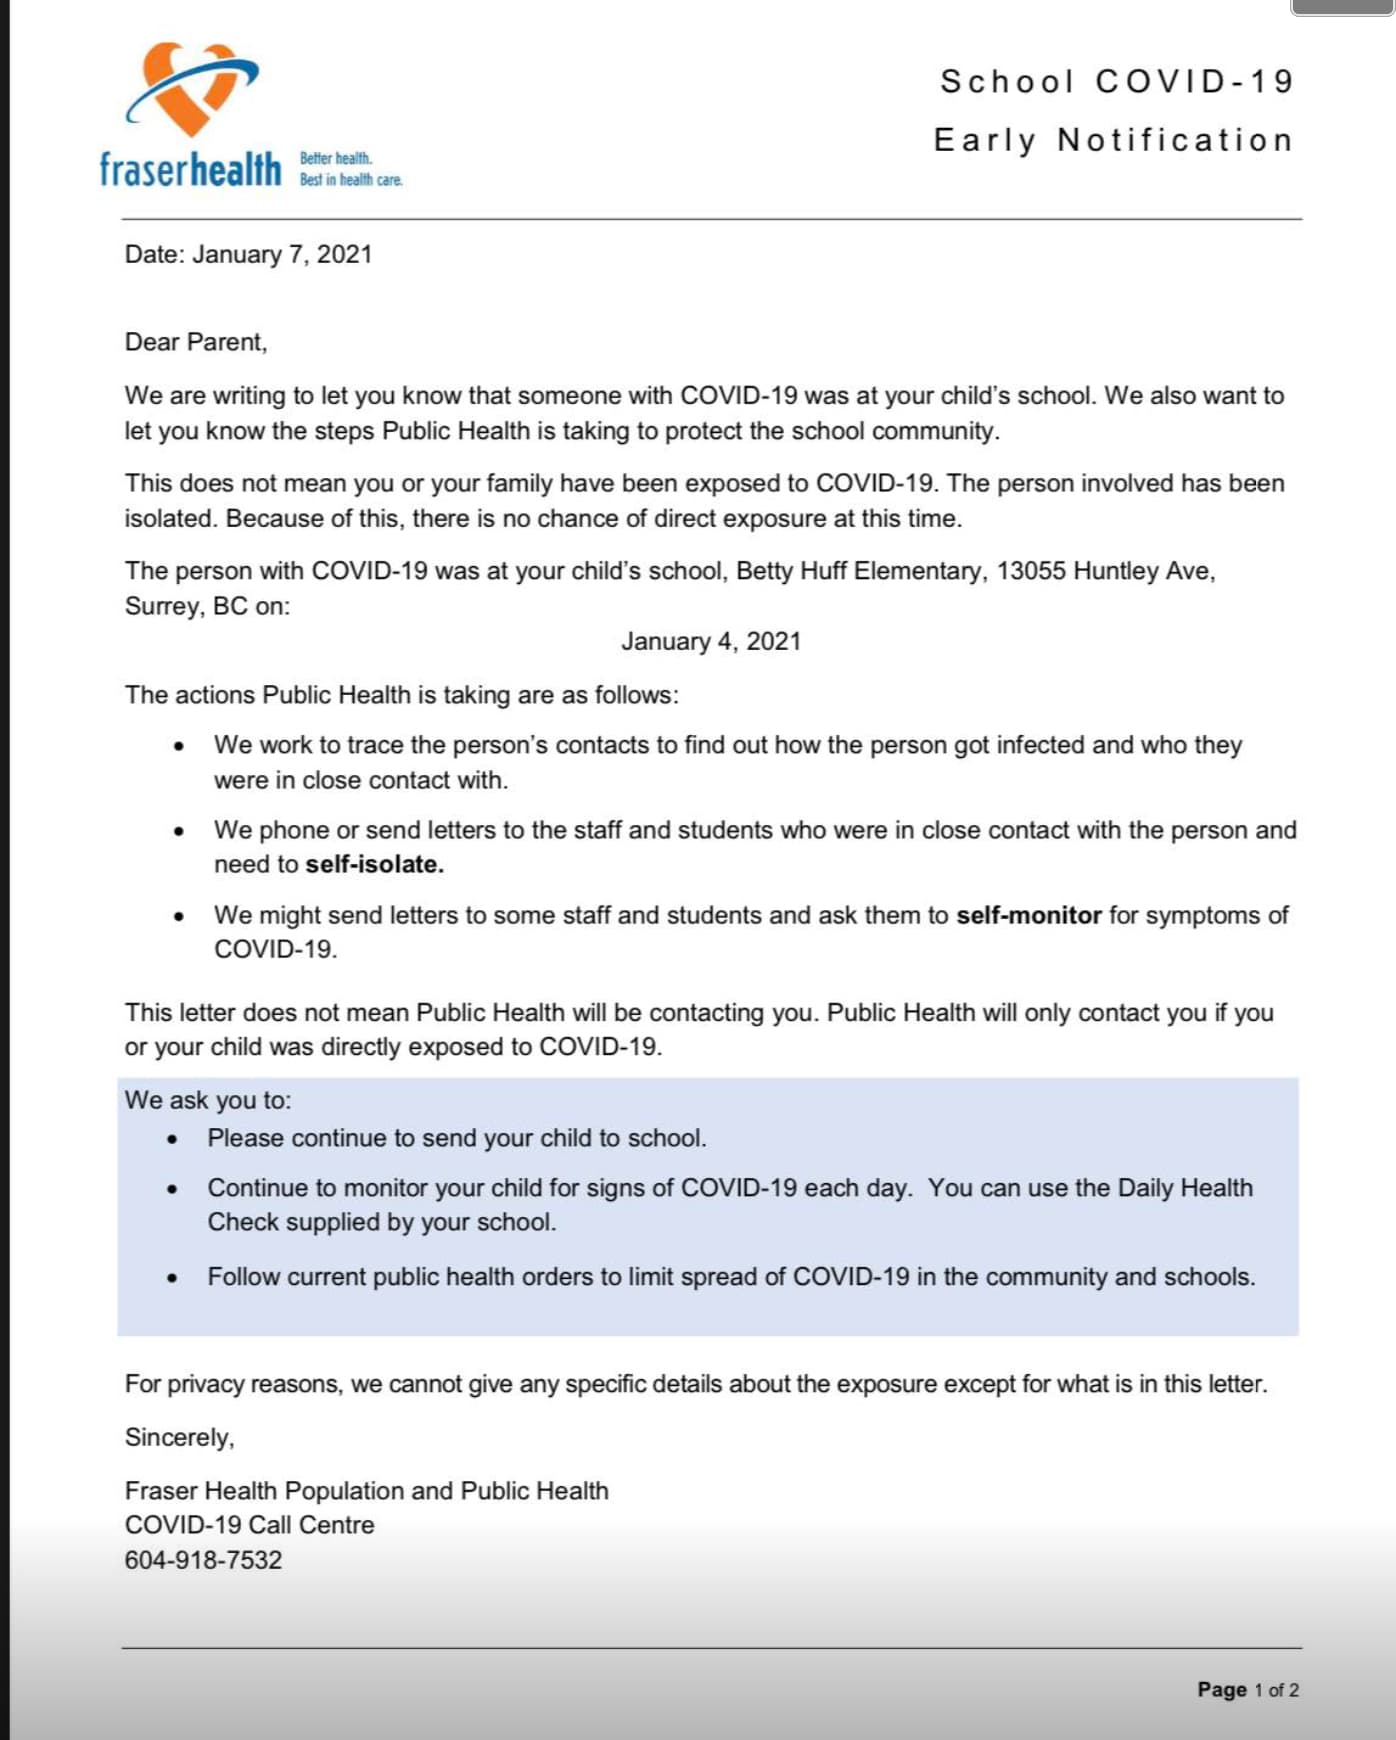 School COVID-19
Early Notification
fraserhealth
Better health.
Best in health care.
Date: January 7, 2021
Dear Parent,
We are writing to let you know that someone with COVID-19 was at your child's school. We also want to
let you know the steps Public Health is taking to protect the school community.
This does not mean you or your family have been exposed to COVID-19. The person involved has been
isolated. Because of this, there is no chance of direct exposure at this time.
The person with COVID-19 was at your child's school, Betty Huff Elementary, 13055 Huntley Ave,
Surrey, BC on:
January 4, 2021
The actions Public Health is taking are as follows:
• We work to trace the person's contacts to find out how the person got infected and who they
were in close contact with.
• We phone or send letters to the staff and students who were in close contact with the person and
need to self-isolate.
• We might send letters to some staff and students and ask them to self-monitor for symptoms of
COVID-19.
This letter does not mean Public Health will be contacting you. Public Health will only contact you if you
or your child was directly exposed to COVID-19.
We ask you to:
• Please continue to send your child to school.
• Continue to monitor your child for signs of COVID-19 each day. You can use the Daily Health
Check supplied by your school.
• Follow current public health orders to limit spread of COVID-19 in the community and schools.
For privacy reasons, we cannot give any specific details about the exposure except for what is in this letter.
Sincerely,
Fraser Health Population and Public Health
COVID-19 Call Centre
604-918-7532
Page 1 of 2